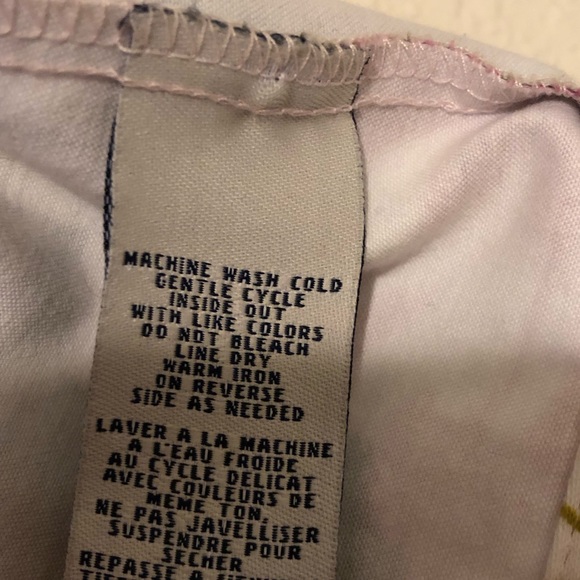 MACHINE WASH COLD
GENTLE CYCLE
INSIDE OUT
WITH LIKE COLORS
DO NOT BLEACH
LINE DRY
WARM IRON
ON REVERSE
SIDE AS NEEDED
LAVER A LA MACHINE
A L'EAU FROIDE
AU CYCLE DELICAT
AVEC COULEURS DE
MEME TON,
NE PAS JAVELLISER
SUSPENDRE POUR
SECHER
REPASSE A